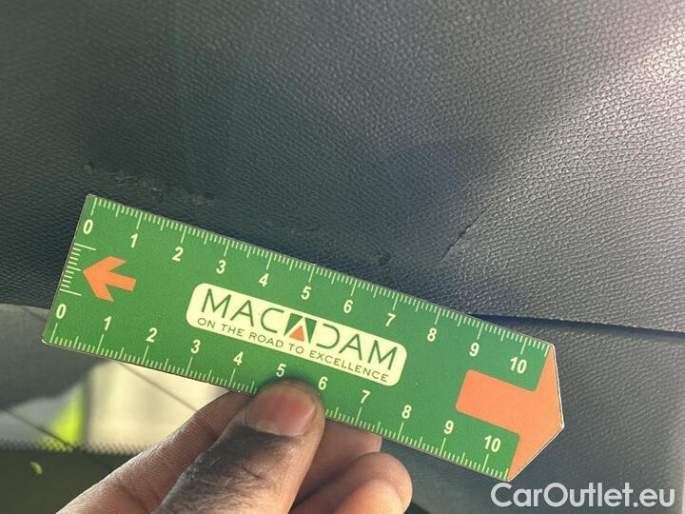 0 1 2 3 4 5 6 7 8 9 10
MACADAM
ON THE ROAD TO EXCELLENCE
0 1 2 3 4 5 6 7 8 9 10
CarOutlet.eu